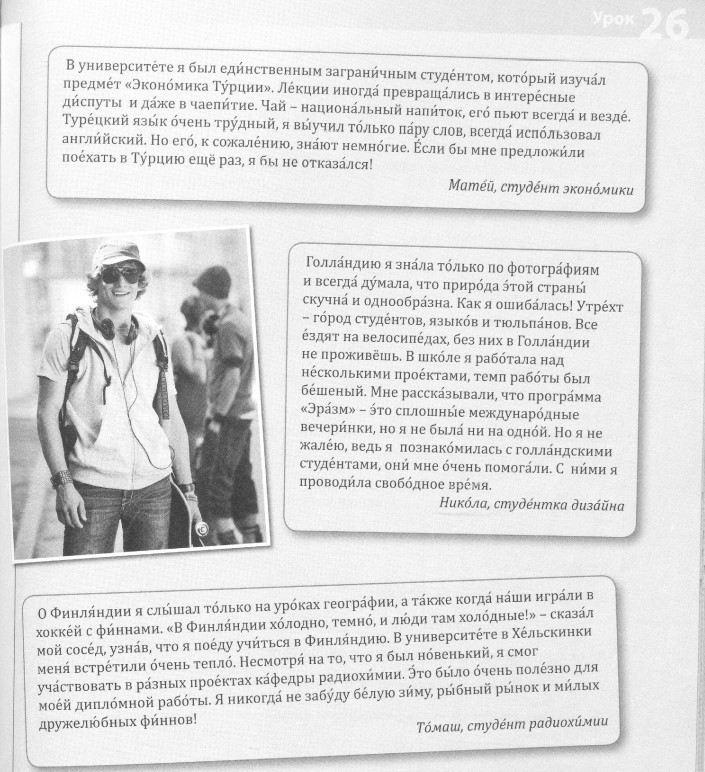 Урок 26
В университе́те я был еди́нственным заграни́чным студе́нтом, кото́рый изуча́л
предме́т «Эконо́мика Ту́рции». Ле́кции иногда́ превраща́лись в интере́сные
ди́спуты и да́же в чаепи́тие. Чай – национа́льный напи́ток, его́ пьют всегда́ и везде́.
Туре́цкий язы́к о́чень тру́дный, я вы́учил то́лько па́ру слов, всегда́ испо́льзовал
англи́йский. Но его́, к сожале́нию, зна́ют немно́гие. Е́сли бы мне предложи́ли
пое́хать в Ту́рцию ещё раз, я бы не отказа́лся!
Мате́й, студе́нт эконо́мики
Голла́ндию я зна́ла то́лько по фотогра́фиям
и всегда́ ду́мала, что приро́да э́той страны́
скучна́ и однообра́зна. Как я ошиба́лась! Утре́хт
– го́род студе́нтов, языко́в и тюльпа́нов. Все
е́здят на велосипе́дах, без них в Голла́ндии
не проживёшь. В шко́ле я рабо́тала над
не́сколькими прое́ктами, темп рабо́ты был
бе́шеный. Мне расска́зывали, что програ́мма
«Эра́зм» – э́то сплошны́е междунаро́дные
вечери́нки, но я не была́ ни на одно́й. Но я не
жале́ю, ведь я познако́милась с голла́ндскими
студе́нтами, они́ мне о́чень помога́ли. С ни́ми я
проводи́ла свобо́дное вре́мя.
Нико́ла, студе́нтка диза́йна
О Финля́ндии я слы́шал то́лько на уро́ках геогра́фии, а та́кже когда́ на́ши игра́ли в
хокке́й с фи́ннами. «В Финля́ндии хо́лодно, темно́, и лю́ди там холо́дные!» – сказа́л
мой сосе́д, узна́в, что я пое́ду учи́ться в Финля́ндию. В университе́те в Хе́льскинки
меня́ встре́тили о́чень тепло́. Несмотря́ на то, что я был но́венький, я смог
уча́ствовать в ра́зных прое́ктах ка́федры радиохи́мии. Э́то бы́ло о́чень поле́зно для
мое́й дипло́мной рабо́ты. Я никогда́ не забу́ду бе́лую зи́му, ры́бный ры́нок и ми́лых
дружелю́бных фи́ннов!
То́маш, студе́нт радиохи́мии